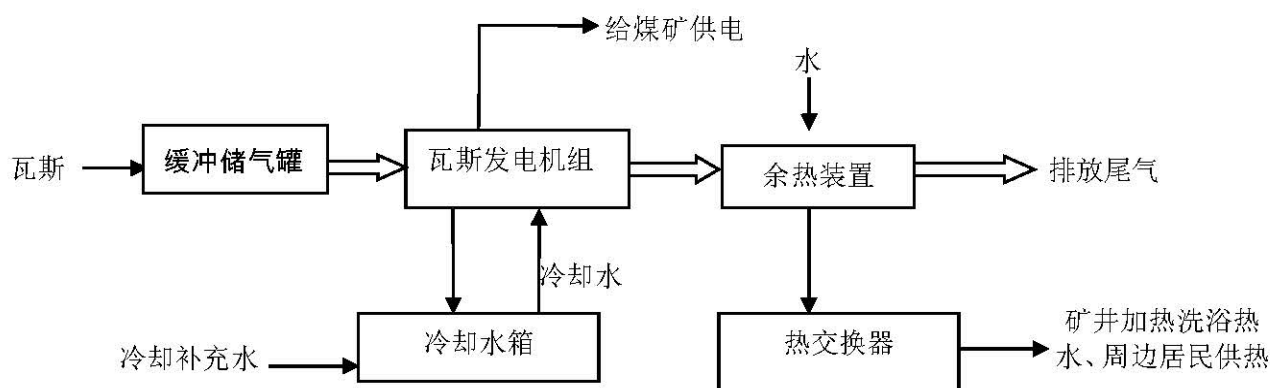 给煤矿供电
水
瓦斯
缓冲储气罐
瓦斯发电机组
余热装置
排放尾气
冷却水
冷却补充水
冷却水箱
热交换器
矿井加热洗浴热
水、周边居民供热